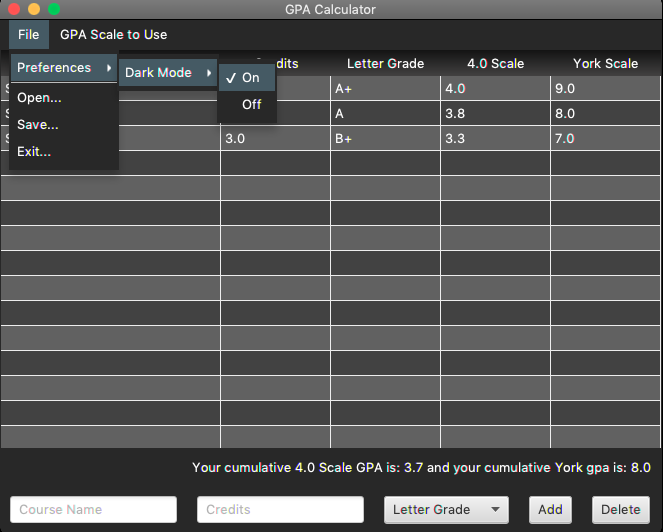 GPA Calculator
File GPA Scale to Use
Preferences Dark Mode On Off
Open...
Save...
Exit...
Letter Grade 4.0 Scale York Scale
A+ 4.0 9.0
A 3.8 8.0
3.0 B+ 3.3 7.0
Your cumulative 4.0 Scale GPA is: 3.7 and your cumulative York gpa is: 8.0
Course Name Credits Letter Grade Add Delete